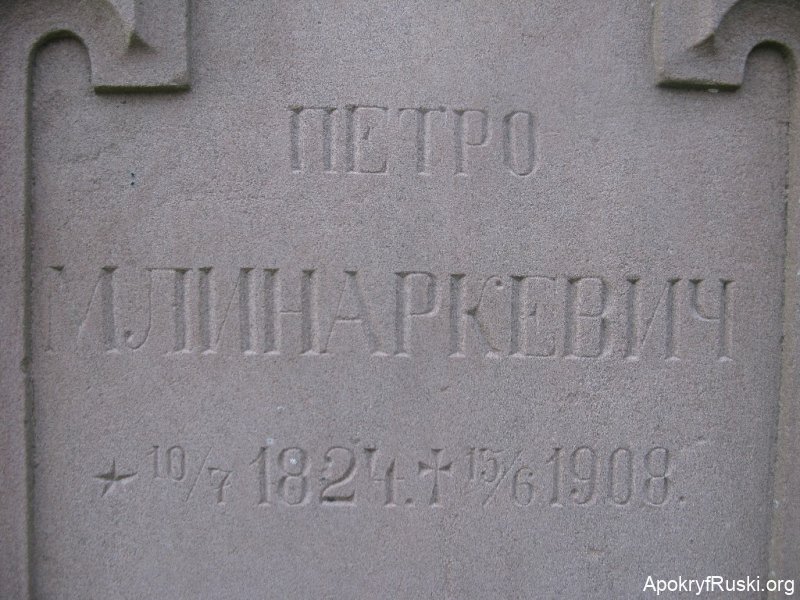 ПЕТРО
МЛИНАРКЕВИЧ
★ 10/7 1824. ✝ 15/6 1908.
ApokryfRuski.org